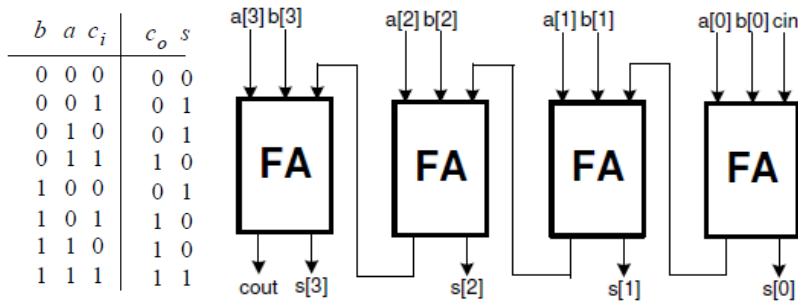 b a cᵢ cₒ s
0 0 0 0 0
0 0 1 0 1
0 1 0 0 1
0 1 1 1 0
1 0 0 0 1
1 0 1 1 0
1 1 0 1 0
1 1 1 1 1
a[3] b[3] a[2] b[2] a[1] b[1] a[0] b[0] cin
FA FA FA FA
cout s[3] s[2] s[1] s[0]